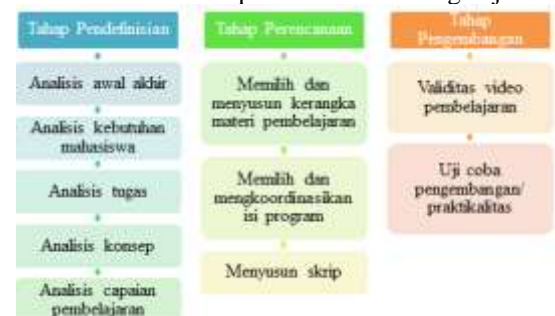 Tahap Pendefinisian
Analisis awal akhir
Analisis kebutuhan
mahasiswa
Analisis tugas
Analisis konsep
Analisis capaian
pembelajaran
Tahap Perencanaan
Memilih dan
menyusun kerangka
materi pembelajaran
Memilih dan
mengkoordinasikan
isi program
Menyusun skrip
Tahap
Pengembangan
Validitas video
pembelajaran
Uji coba
pengembangan/
praktikalitas